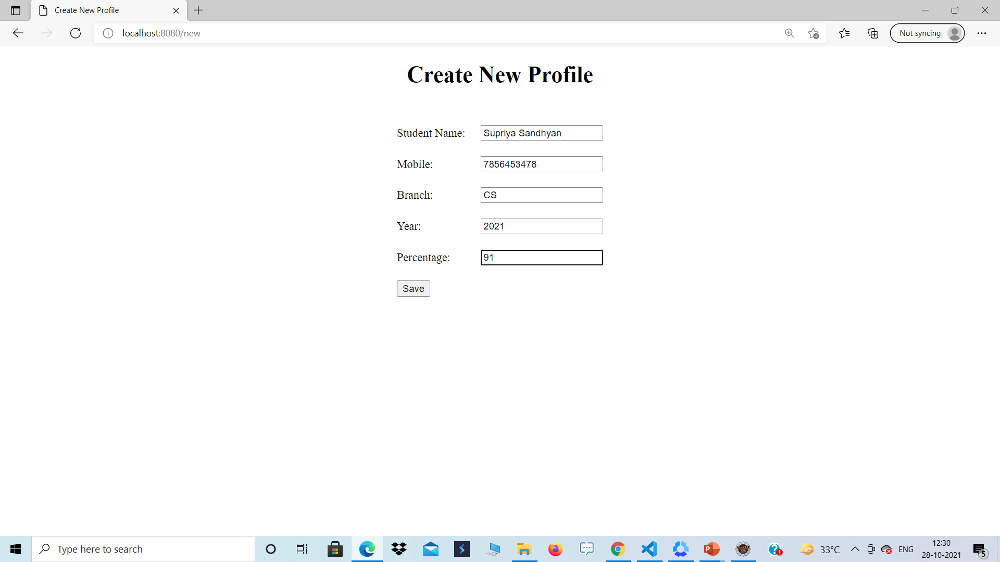 Create New Profile
localhost:8080/new
Not syncing
Create New Profile
Student Name: Supriya Sandhyan
Mobile: 7856453478
Branch: CS
Year: 2021
Percentage: 91
Save
Type here to search
33°C
ENG
12:30
28-10-2021
5